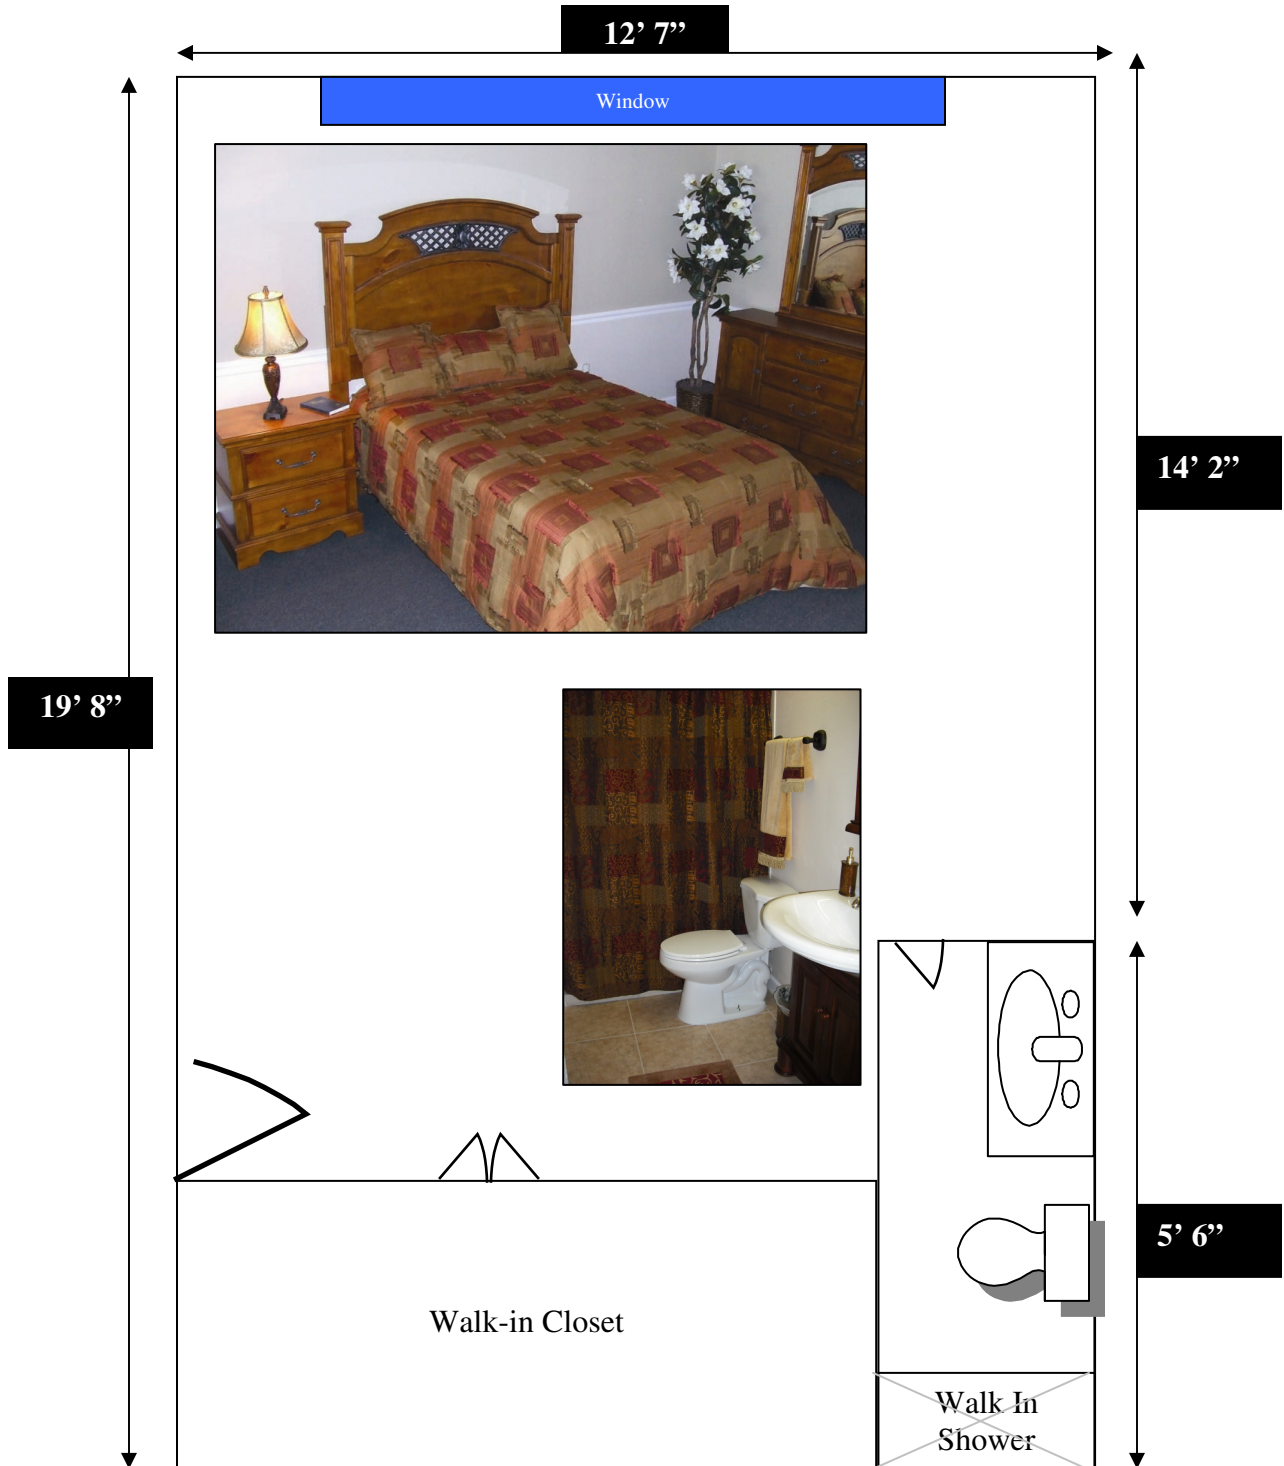 12’ 7”
Window
14’ 2”
19’ 8”
5’ 6”
Walk-in Closet
Walk In
Shower